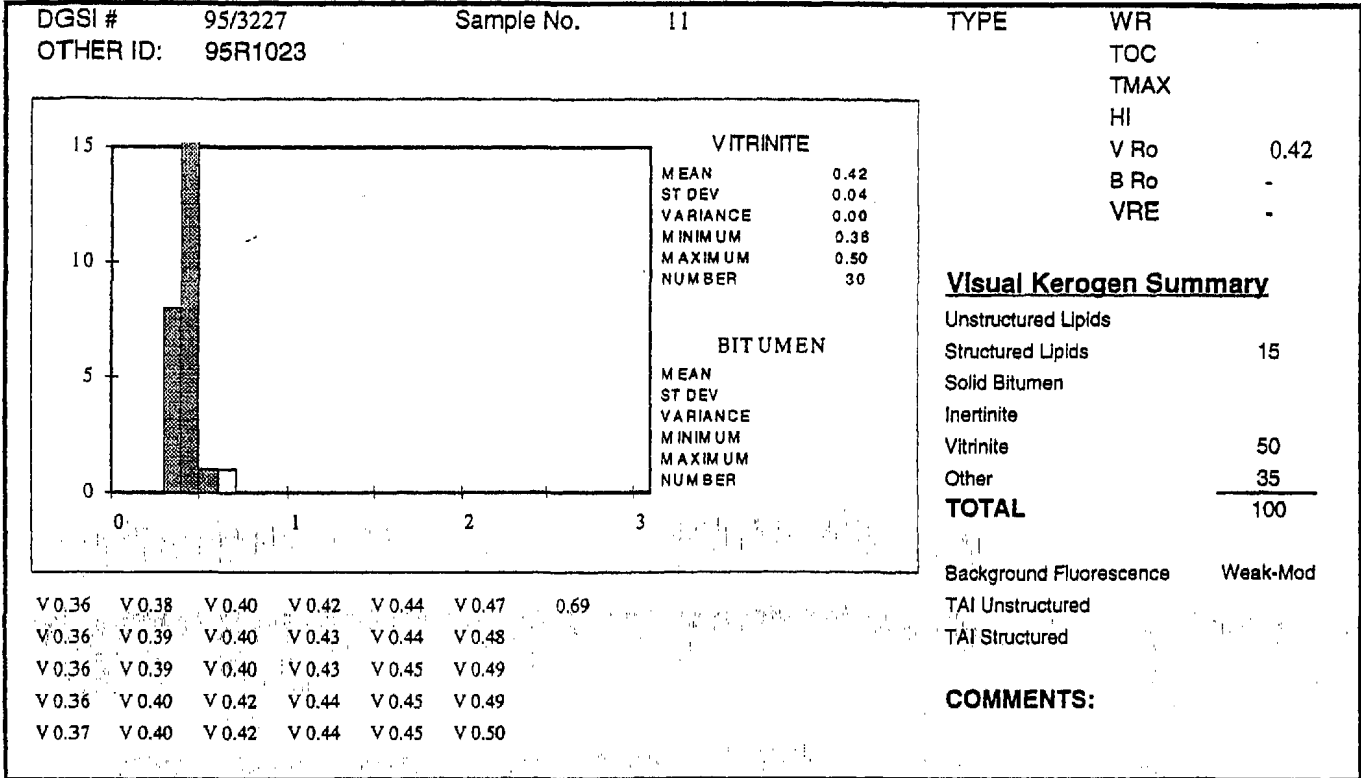 DGSI # 95/3227 Sample No. 11
OTHER ID: 95R1023
TYPE WR
TOC
TMAX
HI
V Ro 0.42
B Ro -
VRE -
15
10
5
0
0 1 2 3
VITRINITE
MEAN 0.42
ST DEV 0.04
VARIANCE 0.00
MINIMUM 0.36
MAXIMUM 0.50
NUMBER 30
BITUMEN
MEAN
ST DEV
VARIANCE
MINIMUM
MAXIMUM
NUMBER
Visual Kerogen Summary
Unstructured Lipids
Structured Lipids 15
Solid Bitumen
Inertinite
Vitrinite 50
Other 35
TOTAL 100
Background Fluorescence Weak-Mod
TAI Unstructured
TAI Structured
COMMENTS:
V 0.36 V 0.38 V 0.40 V 0.42 V 0.44 V 0.47 0.69
V 0.36 V 0.39 V 0.40 V 0.43 V 0.44 V 0.48
V 0.36 V 0.39 V 0.40 V 0.43 V 0.45 V 0.49
V 0.36 V 0.40 V 0.42 V 0.44 V 0.45 V 0.49
V 0.37 V 0.40 V 0.42 V 0.44 V 0.45 V 0.50